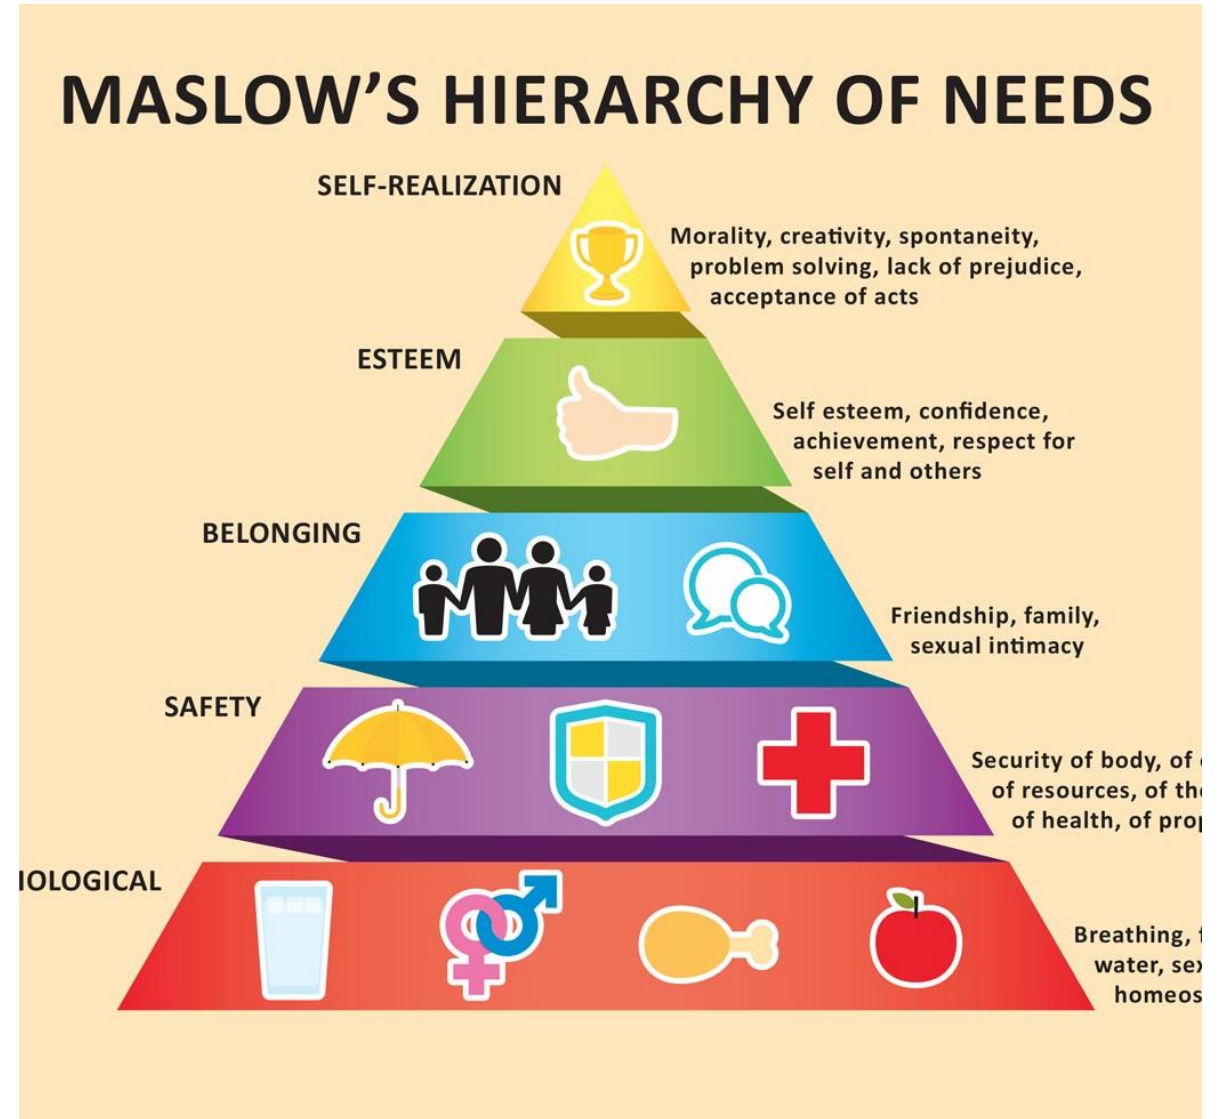 MASLOW'S HIERARCHY OF NEEDS
SELF-REALIZATION
Morality, creativity, spontaneity,
problem solving, lack of prejudice,
acceptance of acts
ESTEEM
Self esteem, confidence,
achievement, respect for
self and others
BELONGING
Friendship, family,
sexual intimacy
SAFETY
Security of body, of
of resources, of
of health, of
IOLOGICAL
Breathing,
water,